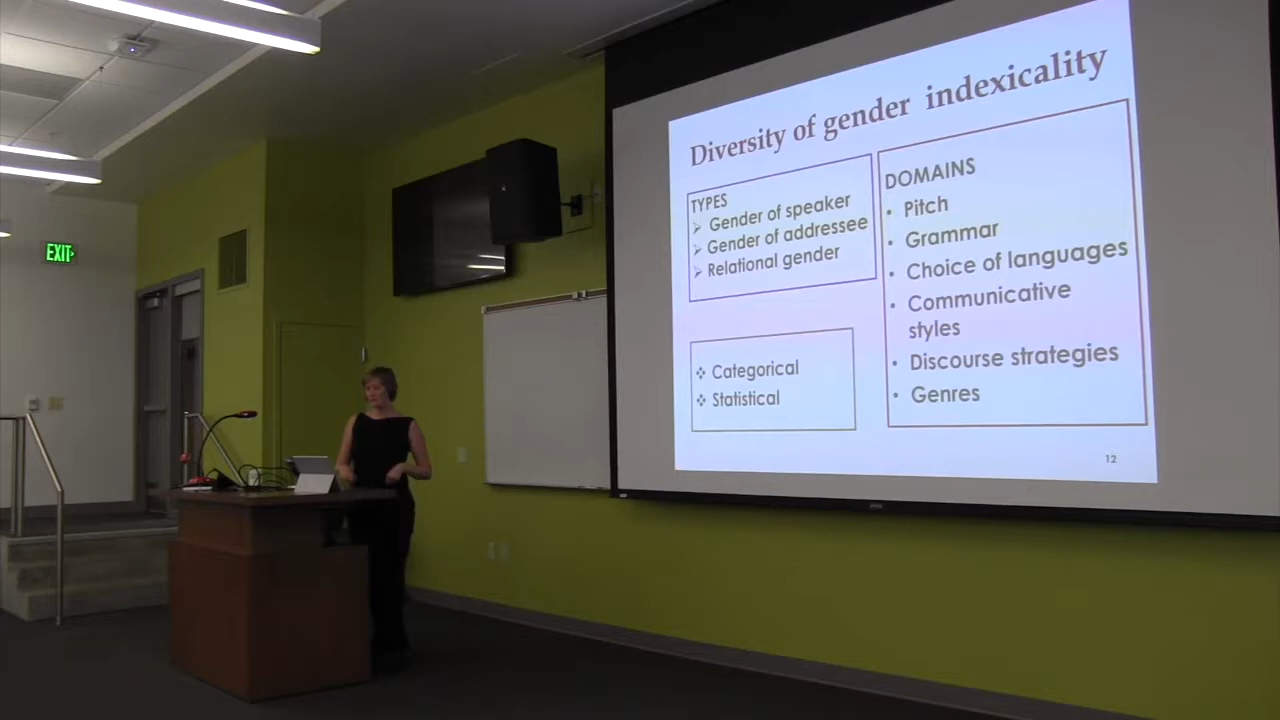 EXIT
Diversity of gender indexicality
TYPES
➢ Gender of speaker
➢ Gender of addressee
➢ Relational gender
❖ Categorical
❖ Statistical
DOMAINS
• Pitch
• Grammar
• Choice of languages
• Communicative
styles
• Discourse strategies
• Genres
12